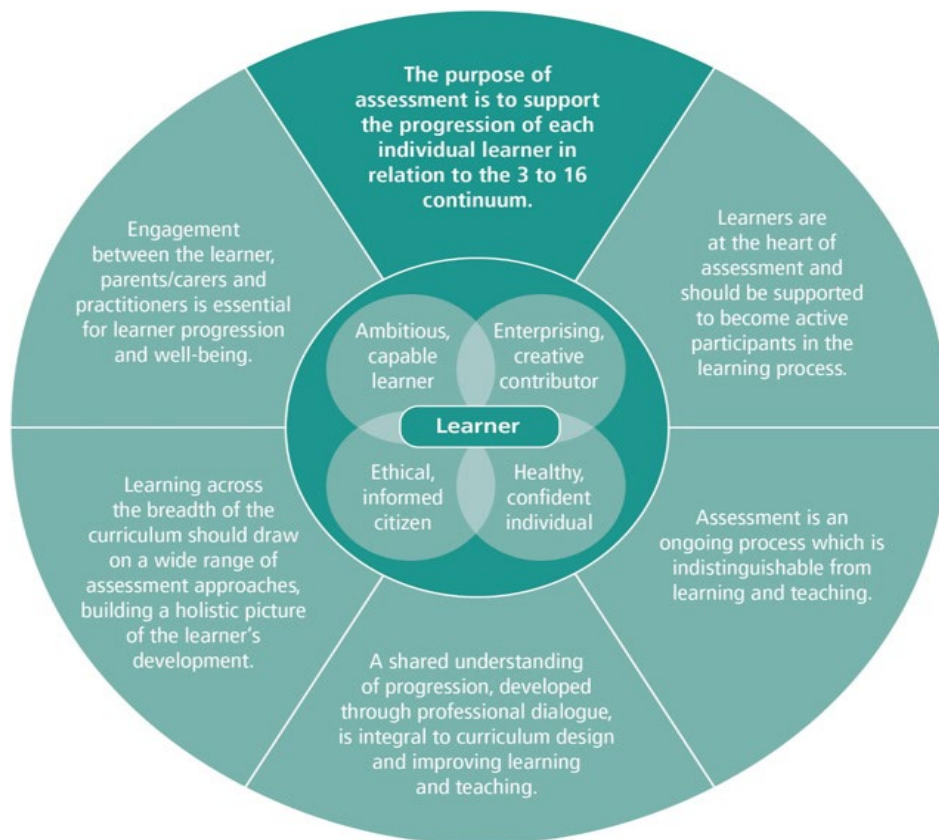 The purpose of
assessment is to support
the progression of each
individual learner in
relation to the 3 to 16
continuum.
Learners are
at the heart of
assessment and
should be supported
to become active
participants in the
learning process.
Assessment is an
ongoing process which is
indistinguishable from
learning and teaching.
A shared understanding
of progression, developed
through professional dialogue,
is integral to curriculum design
and improving learning
and teaching.
Learning across
the breadth of the
curriculum should draw
on a wide range of
assessment approaches,
building a holistic picture
of the learner’s
development.
Engagement
between the learner,
parents/carers and
practitioners is essential
for learner progression
and well-being.
Ambitious,
capable
learner
Enterprising,
creative
contributor
Learner
Ethical,
informed
citizen
Healthy,
confident
individual